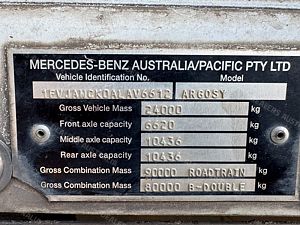 MERCEDES-BENZ AUSTRALIA/PACIFIC PTY LTD
Vehicle Identification No. Model
1FVJAMCK0ALAV6612 ARGOSY
Gross Vehicle Mass 24000 kg
Front axle capacity 6620 kg
Middle axle capacity 10436 kg
Rear axle capacity 10436 kg
Gross Combination Mass 90000 ROADTRAIN kg
Gross Combination Mass 80000 B-DOUBLE kg